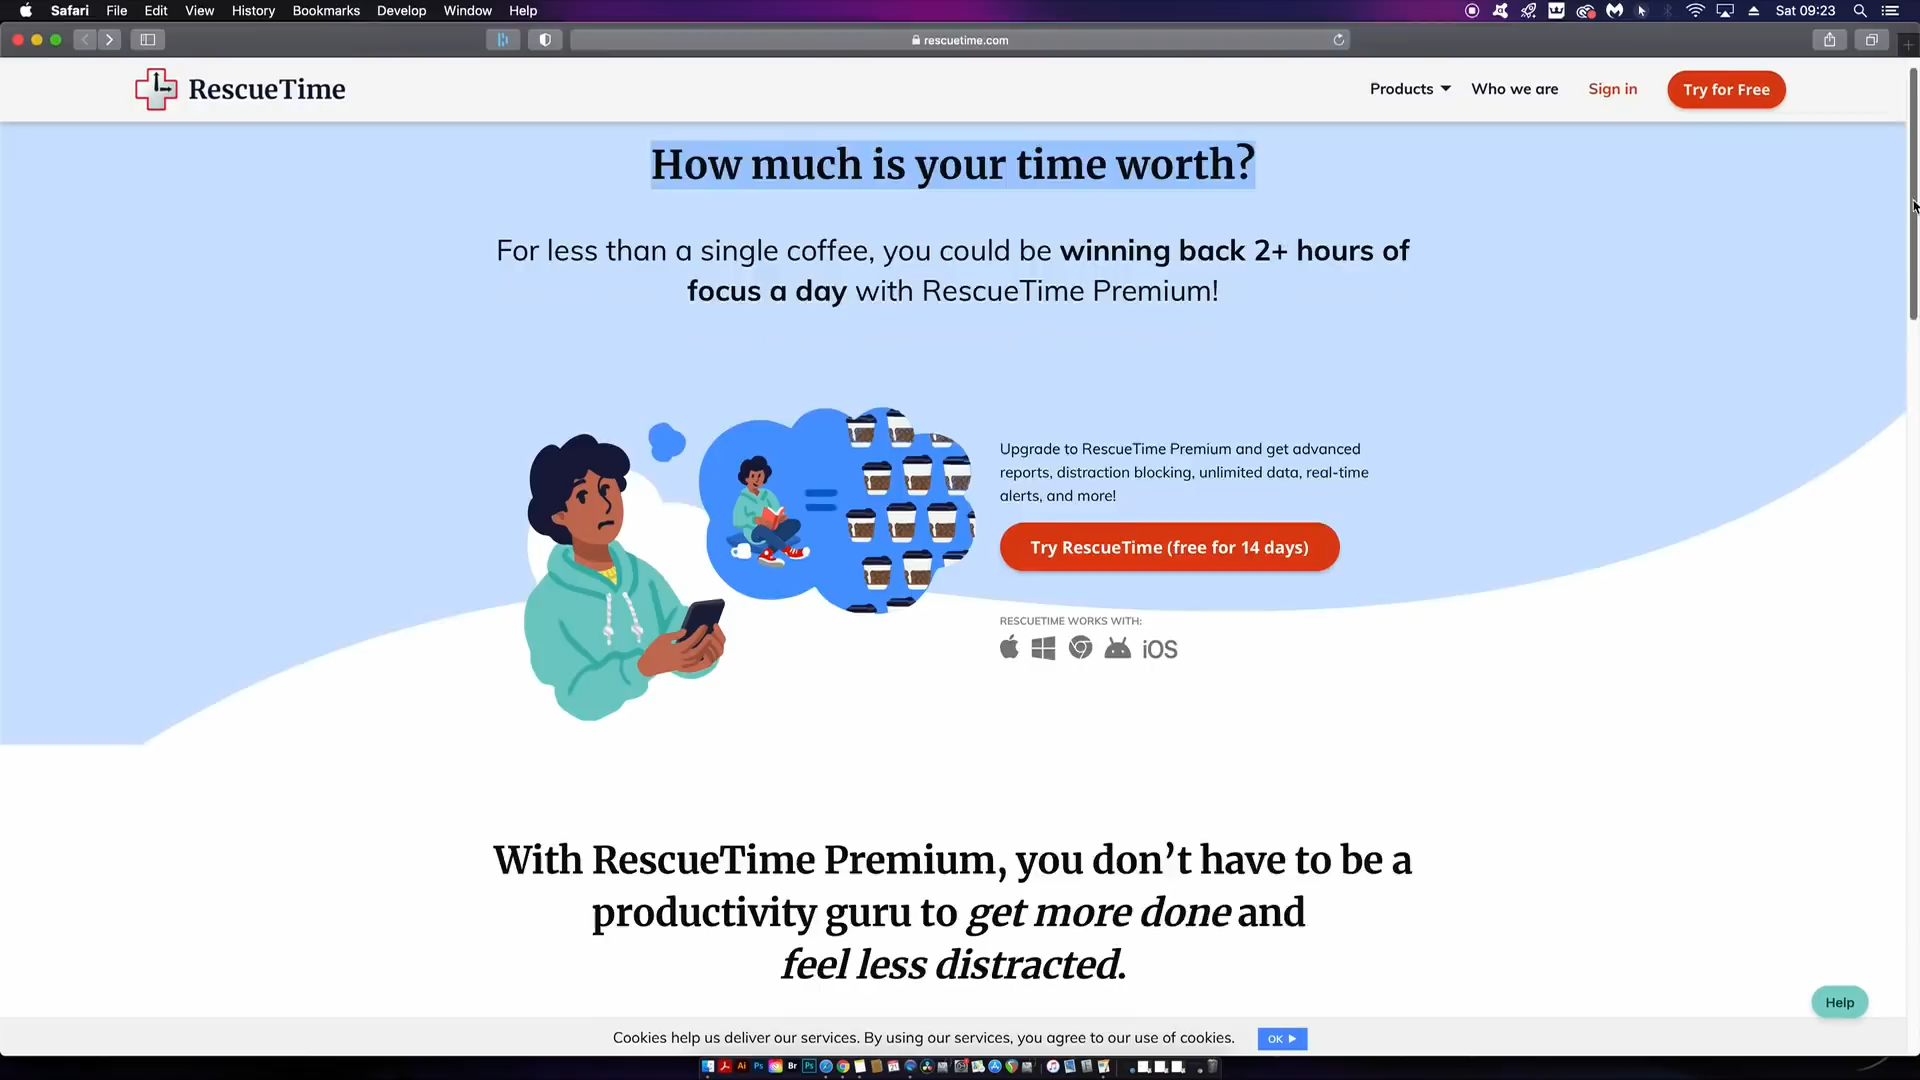 Safari File Edit View History Bookmarks Develop Window Help Sat 09:23
rescuetime.com
RescueTime Products Who we are Sign in Try for Free
How much is your time worth?
For less than a single coffee, you could be winning back 2+ hours of
focus a day with RescueTime Premium!
Upgrade to RescueTime Premium and get advanced
reports, distraction blocking, unlimited data, real-time
alerts, and more!
Try RescueTime (free for 14 days)
RESCUETIME WORKS WITH:
iOS
With RescueTime Premium, you don’t have to be a
productivity guru to get more done and
feel less distracted.
Help
Cookies help us deliver our services. By using our services, you agree to our use of cookies. OK
Ai Ps Br Ps